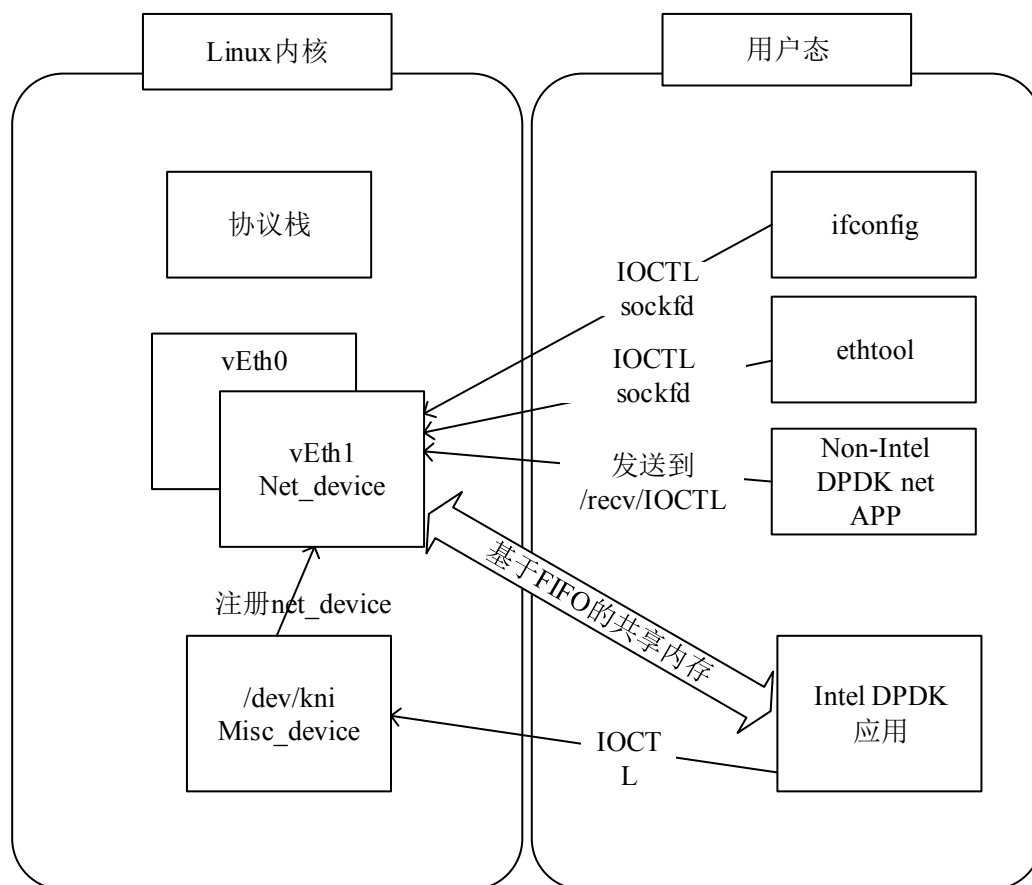 Linux内核
用户态
协议栈
ifconfig
IOCTL
sockfd
vEth0
IOCTL
sockfd
ethtool
vEth1
Net_device
发送到
/recv/IOCTL
Non-Intel
DPDK net
APP
基于FIFO的共享内存
注册net_device
/dev/kni
Misc_device
IOCT
L
Intel DPDK
应用